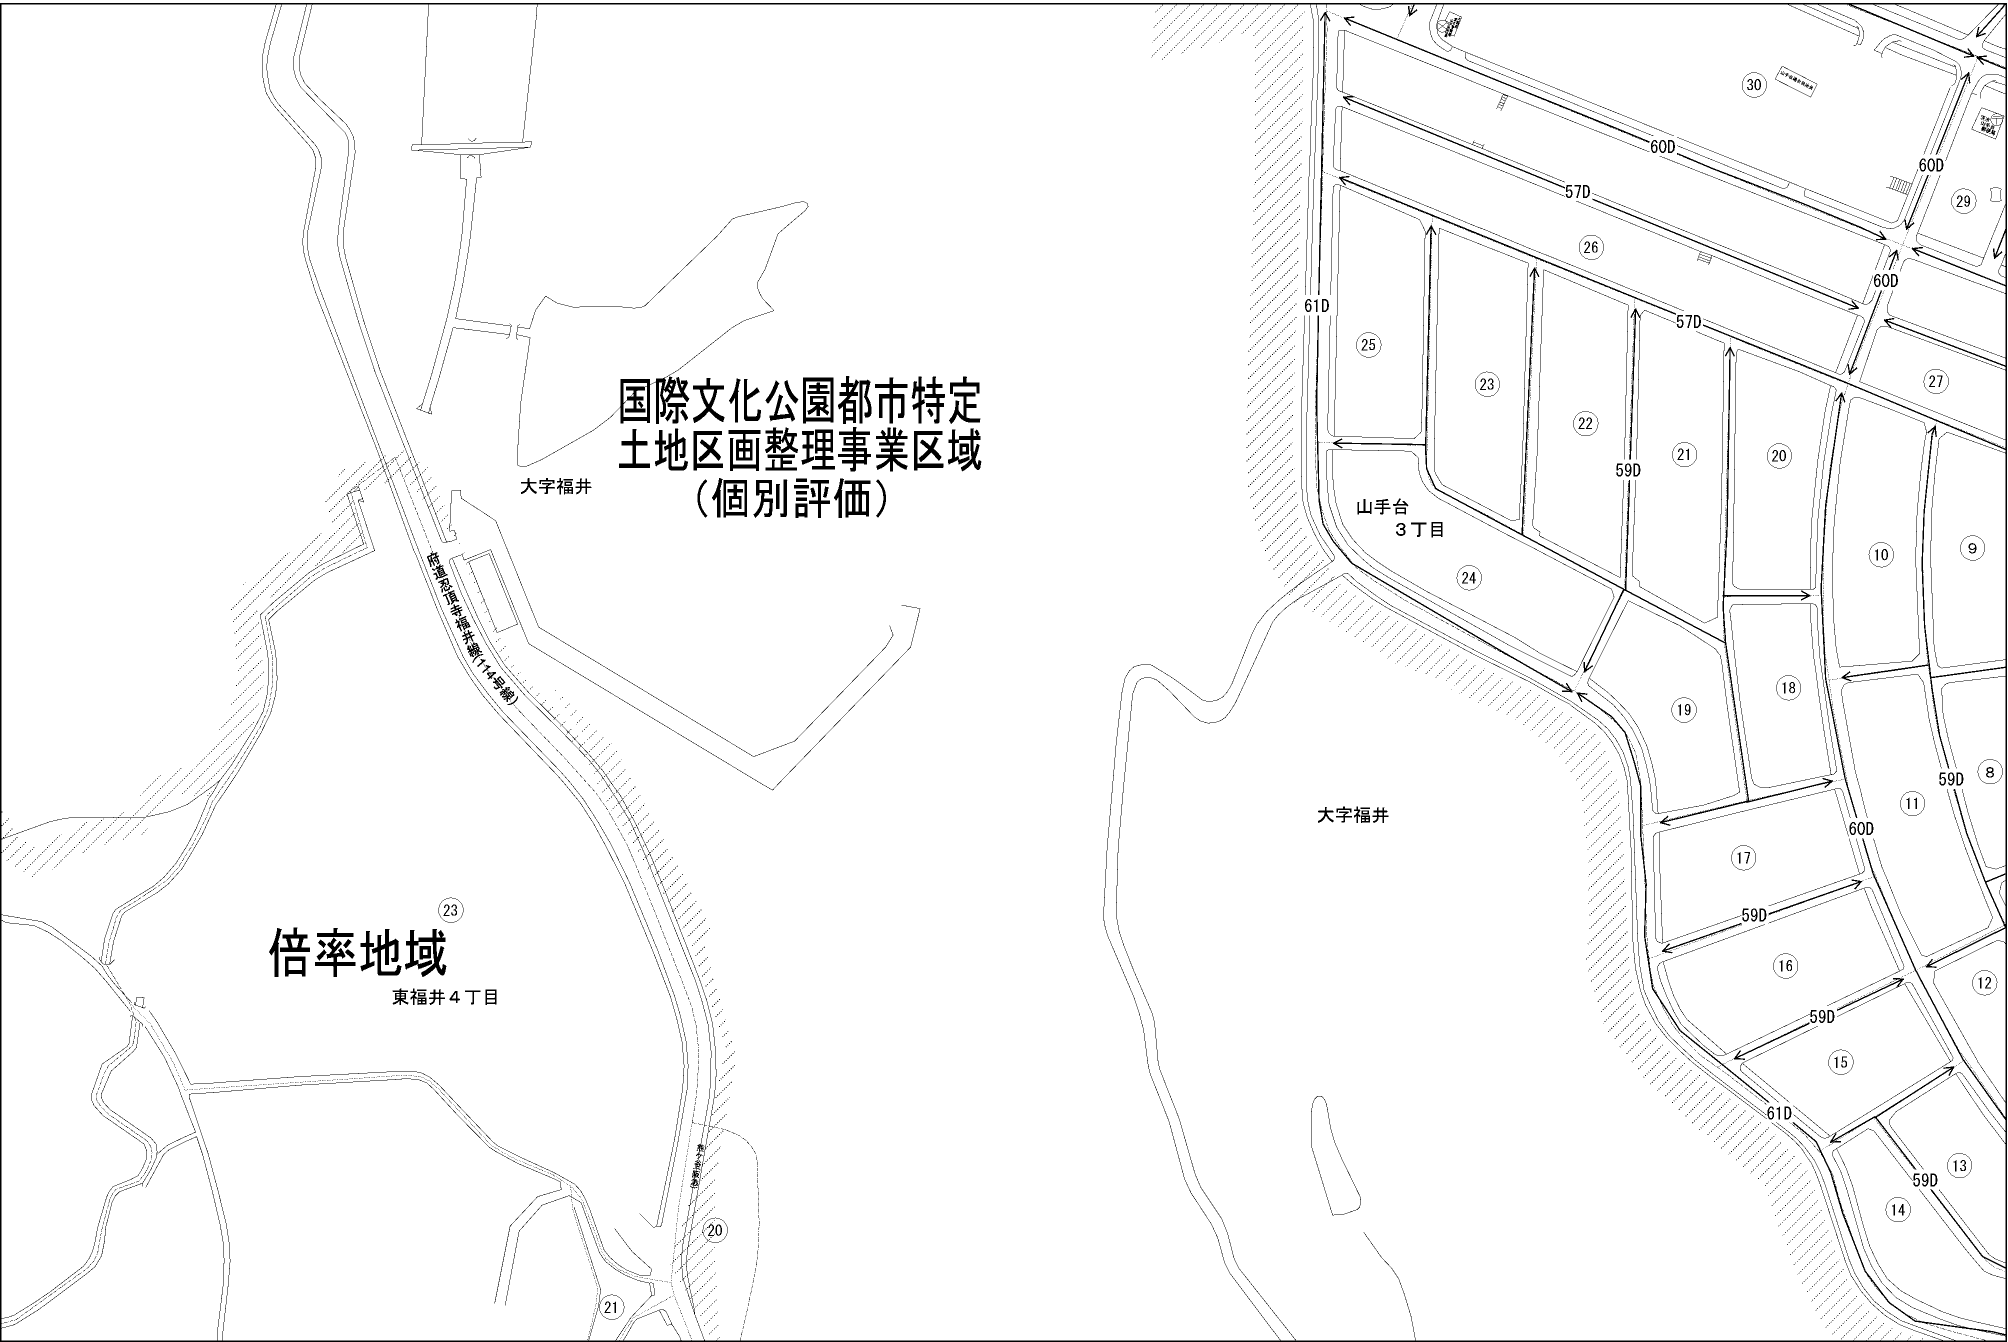 30
60D
60D
57D
29
26
60D
61D
57D
25
23
27
22
21
20
59D
国際文化公園都市特定
土地区画整理事業区域
（個別評価）
大字福井
山手台
３丁目
24
10
9
府道忍頂寺福井線(114号線)
19
18
8
59D
11
60D
大字福井
17
59D
16
12
59D
15
61D
13
59D
14
23
倍率地域
東福井４丁目
20
21